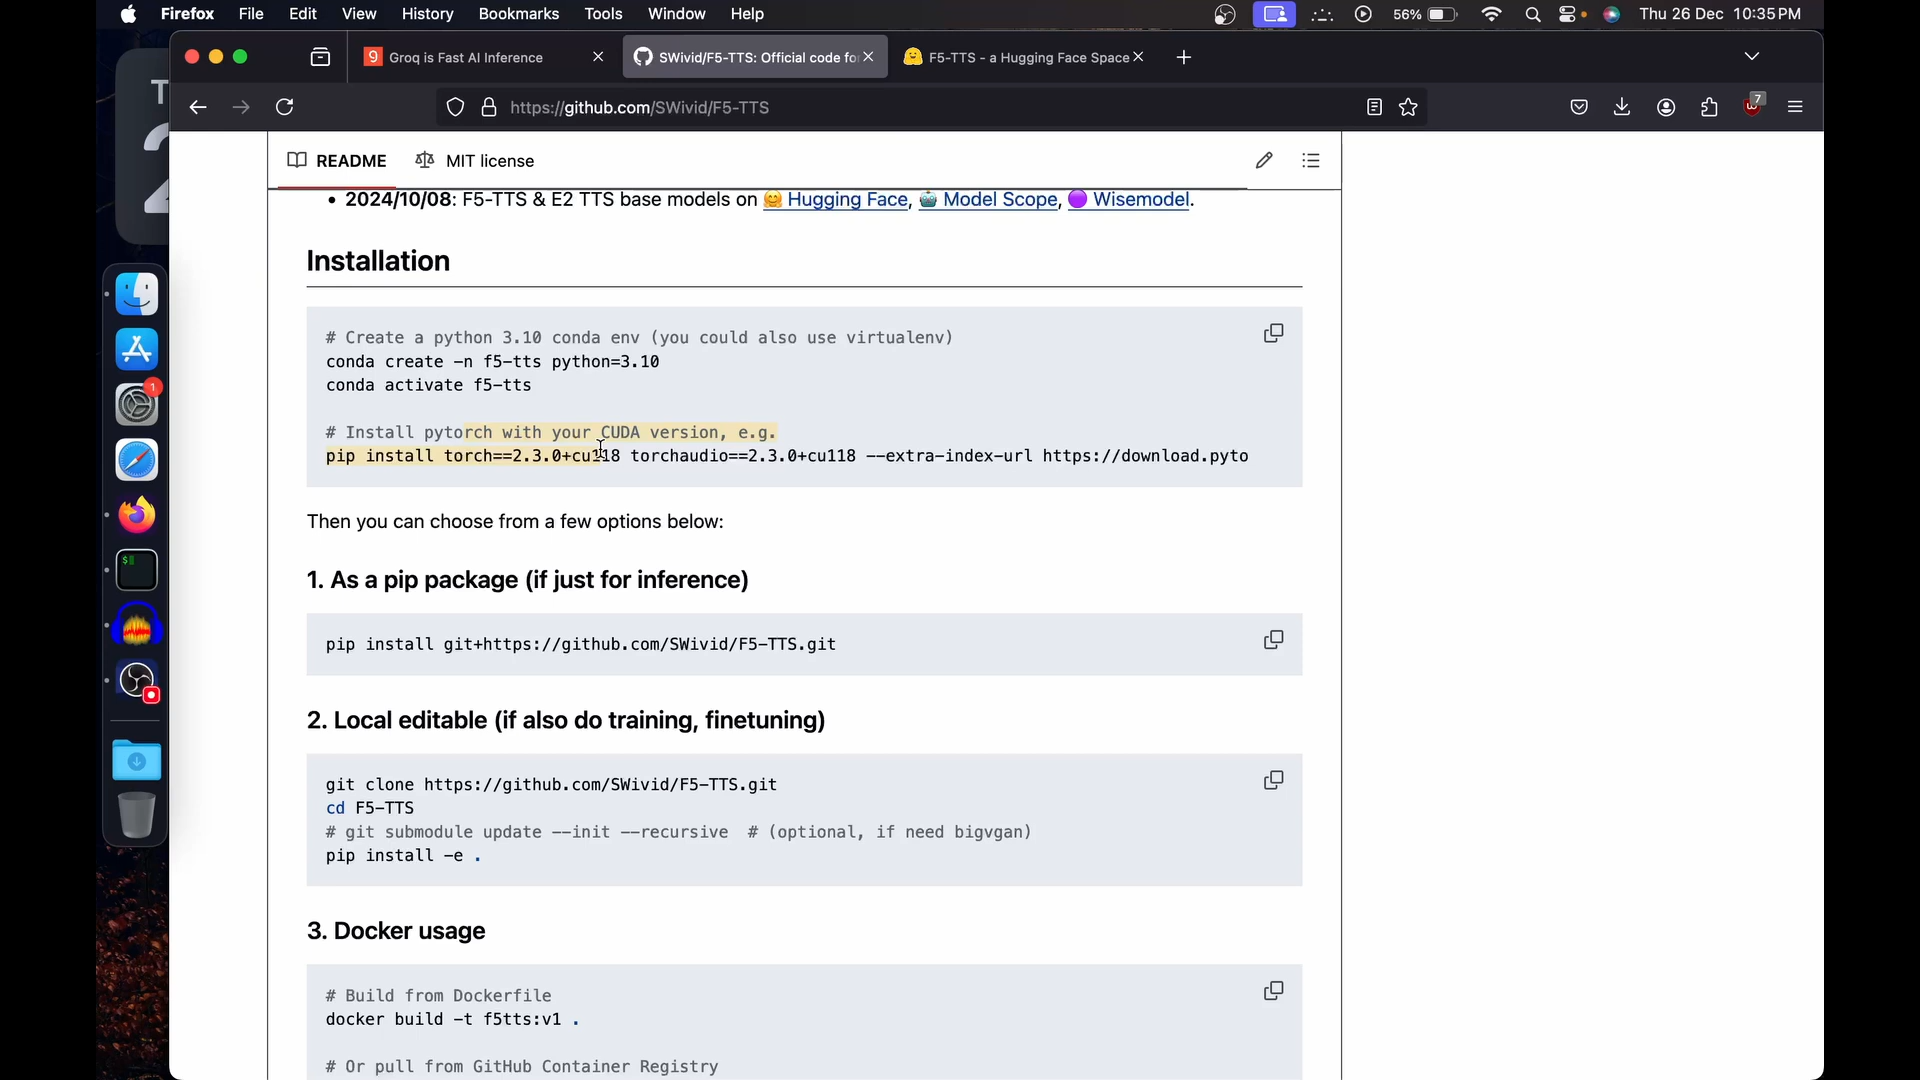 Firefox File Edit View History Bookmarks Tools Window Help 56% Thu 26 Dec 10:35 PM
Groq is Fast AI Inference
SWivid/F5-TTS: Official code fo
F5-TTS - a Hugging Face Space
https://github.com/SWivid/F5-TTS
7
README MIT license
• 2024/10/08: F5-TTS & E2 TTS base models on 🤗 Hugging Face, 🤖 Model Scope, 🟣 Wisemodel.
Installation
# Create a python 3.10 conda env (you could also use virtualenv)
conda create -n f5-tts python=3.10
conda activate f5-tts
# Install pytorch with your CUDA version, e.g.
pip install torch==2.3.0+cu118 torchaudio==2.3.0+cu118 --extra-index-url https://download.pyto
Then you can choose from a few options below:
1. As a pip package (if just for inference)
pip install git+https://github.com/SWivid/F5-TTS.git
2. Local editable (if also do training, finetuning)
git clone https://github.com/SWivid/F5-TTS.git
cd F5-TTS
# git submodule update --init --recursive # (optional, if need bigvgan)
pip install -e .
3. Docker usage
# Build from Dockerfile
docker build -t f5tts:v1 .
# Or pull from GitHub Container Registry
1